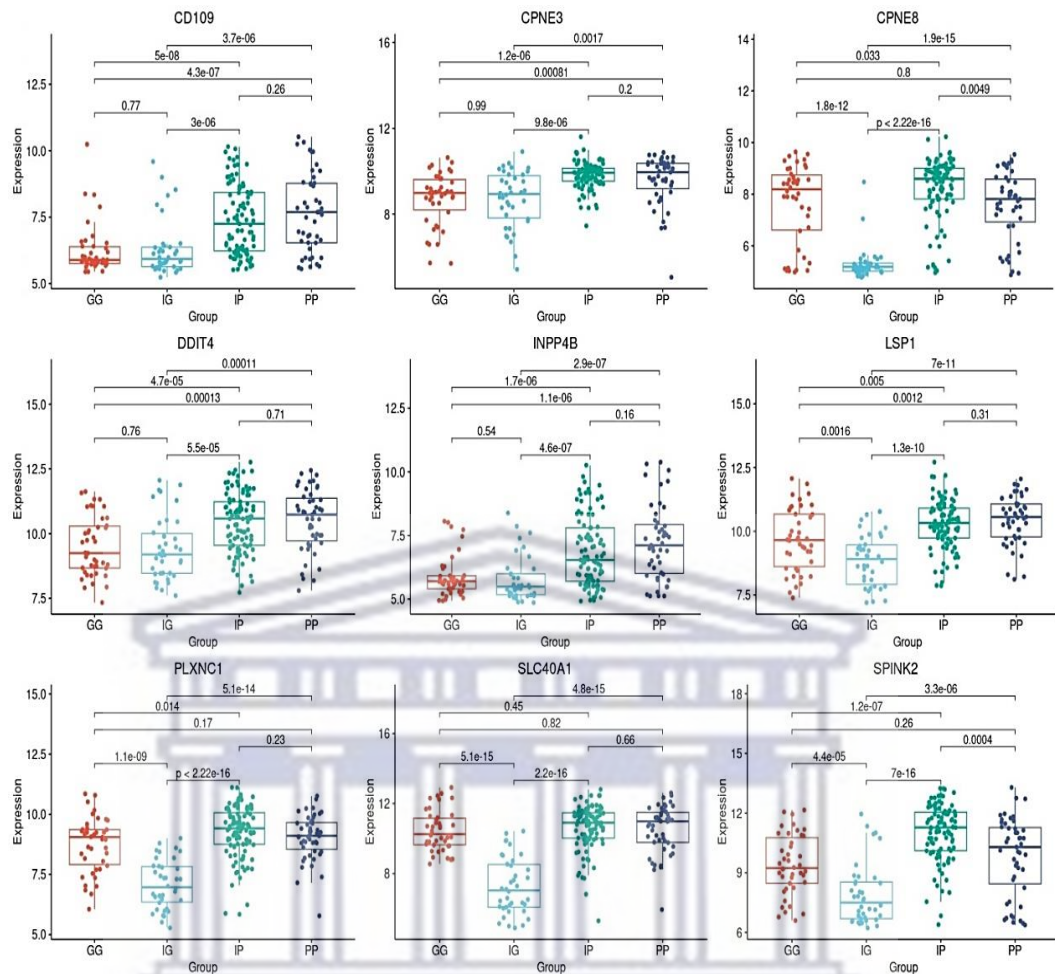 CD109
CPNE3
CPNE8
3.7e-06
5e-08
4.3e-07
0.26
0.77
3e-06
12.5
10.0
7.5
5.0
Expression
GG IG IP PP
Group
0.0017
1.2e-06
0.00081
0.2
0.99
9.8e-06
16
12
8
Expression
GG IG IP PP
Group
1.9e-15
0.033
0.8
0.0049
1.8e-12
p < 2.22e-16
14
12
10
8
6
Expression
GG IG IP PP
Group
DDIT4
INPP4B
LSP1
0.00011
4.7e-05
0.00013
0.71
0.76
5.5e-05
15.0
12.5
10.0
7.5
Expression
GG IG IP PP
Group
2.9e-07
1.7e-06
1.1e-06
0.16
0.54
4.6e-07
12.5
10.0
7.5
5.0
Expression
GG IG IP PP
Group
7e-11
0.005
0.0012
0.31
0.0016
1.3e-10
15.0
12.5
10.0
7.5
Expression
GG IG IP PP
Group
PLXNC1
SLC40A1
SPINK2
5.1e-14
0.014
0.17
0.23
1.1e-09
p < 2.22e-16
15.0
12.5
10.0
7.5
5.0
Expression
GG IG IP PP
Group
4.8e-15
0.45
0.82
0.66
5.1e-15
2.2e-16
16
12
8
Expression
GG IG IP PP
Group
3.3e-06
1.2e-07
0.26
0.0004
4.4e-05
7e-16
18
15
12
9
6
Expression
GG IG IP PP
Group